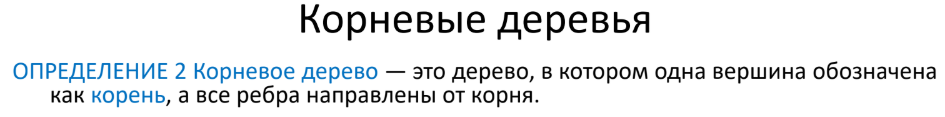 Корневые деревья
ОПРЕДЕЛЕНИЕ 2 Корневое дерево — это дерево, в котором одна вершина обозначена
как корень, а все ребра направлены от корня.